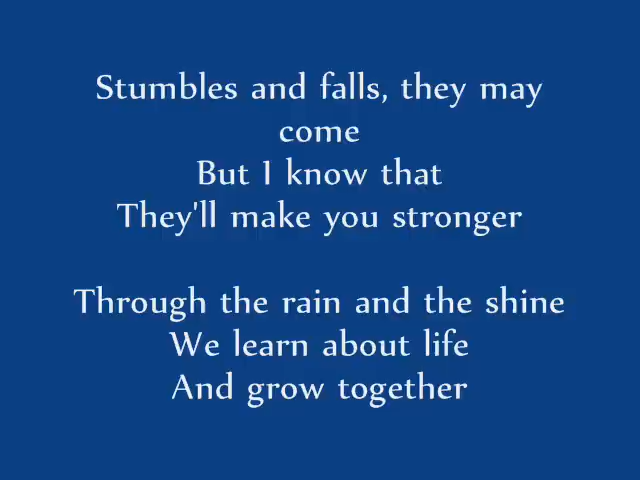 Stumbles and falls, they may
come
But I know that
They'll make you stronger
Through the rain and the shine
We learn about life
And grow together